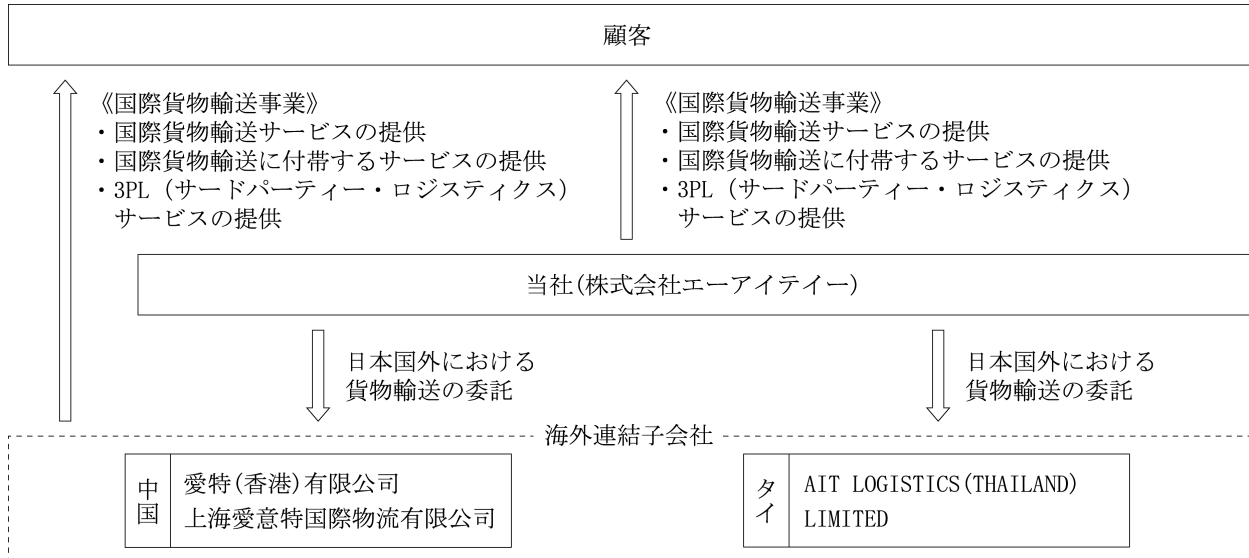 顧客
《国際貨物輸送事業》
・国際貨物輸送サービスの提供
・国際貨物輸送に付帯するサービスの提供
・3PL（サードパーティー・ロジスティクス）
サービスの提供
《国際貨物輸送事業》
・国際貨物輸送サービスの提供
・国際貨物輸送に付帯するサービスの提供
・3PL（サードパーティー・ロジスティクス）
サービスの提供
当社(株式会社エーアイテイー)
日本国外における
貨物輸送の委託
日本国外における
貨物輸送の委託
海外連結子会社
中国
愛特(香港)有限公司
上海愛意特国際物流有限公司
タイ
AIT LOGISTICS(THAILAND)
LIMITED